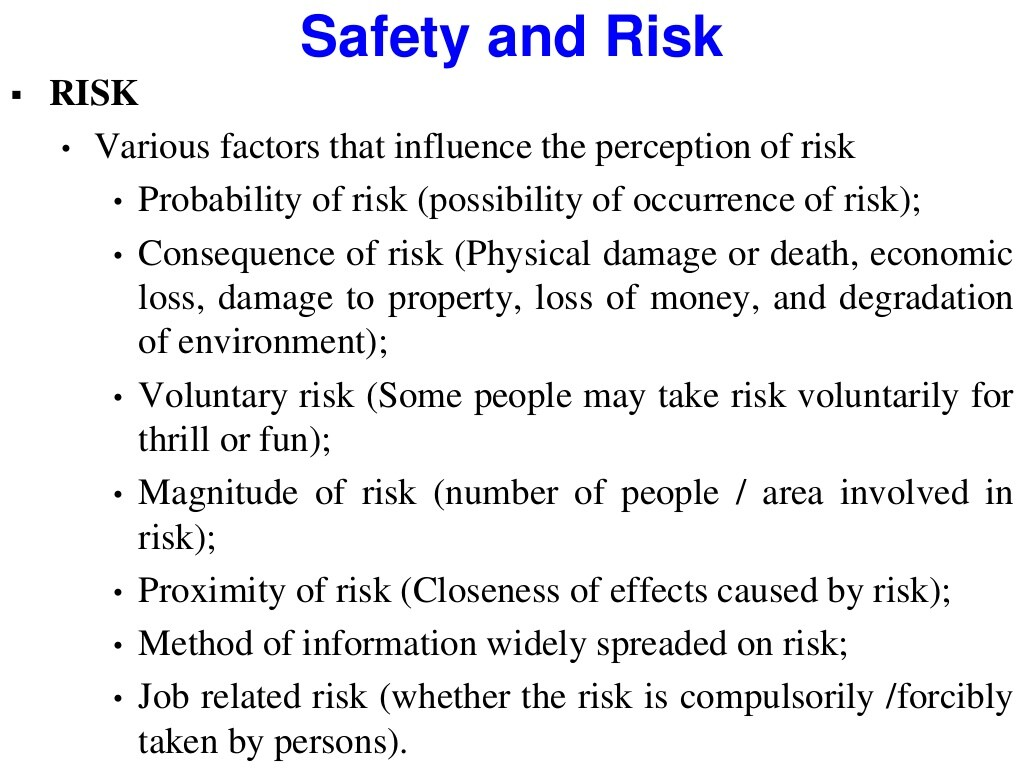 Safety and Risk
▪ RISK
• Various factors that influence the perception of risk
• Probability of risk (possibility of occurrence of risk);
• Consequence of risk (Physical damage or death, economic
loss, damage to property, loss of money, and degradation
of environment);
• Voluntary risk (Some people may take risk voluntarily for
thrill or fun);
• Magnitude of risk (number of people / area involved in
risk);
• Proximity of risk (Closeness of effects caused by risk);
• Method of information widely spreaded on risk;
• Job related risk (whether the risk is compulsorily /forcibly
taken by persons).